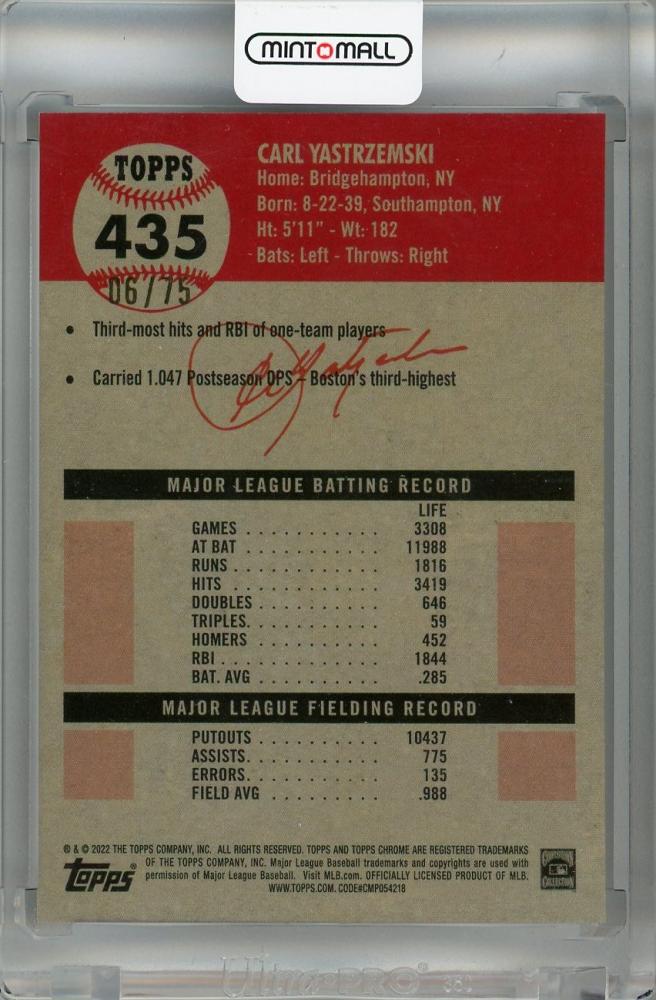 MINTMALL
TOPPS
435
06/75
CARL YASTRZEMSKI
Home: Bridgehampton, NY
Born: 8-22-39, Southampton, NY
Ht: 5'11" - Wt: 182
Bats: Left - Throws: Right
• Third-most hits and RBI of one-team players
• Carried 1.047 Postseason OPS – Boston's third-highest
MAJOR LEAGUE BATTING RECORD
LIFE
GAMES . . . . . . . . . . . 3308
AT BAT . . . . . . . . . . . 11988
RUNS . . . . . . . . . . . . 1816
HITS . . . . . . . . . . . . 3419
DOUBLES . . . . . . . . . . 646
TRIPLES. . . . . . . . . . . 59
HOMERS . . . . . . . . . . 452
RBI . . . . . . . . . . . . . 1844
BAT. AVG . . . . . . . . . . .285
MAJOR LEAGUE FIELDING RECORD
PUTOUTS . . . . . . . . . . 10437
ASSISTS. . . . . . . . . . . 775
ERRORS. . . . . . . . . . . 135
FIELD AVG . . . . . . . . . .988
® & © 2022 THE TOPPS COMPANY, INC. ALL RIGHTS RESERVED. TOPPS AND TOPPS CHROME ARE REGISTERED TRADEMARKS
OF THE TOPPS COMPANY, INC. Major League Baseball trademarks and copyrights are used with
permission of Major League Baseball. Visit MLB.com. OFFICIALLY LICENSED PRODUCT OF MLB.
WWW.TOPPS.COM. CODE#CMP054218
Topps®
COOPERSTOWN
COLLECTION
UltraPRO®